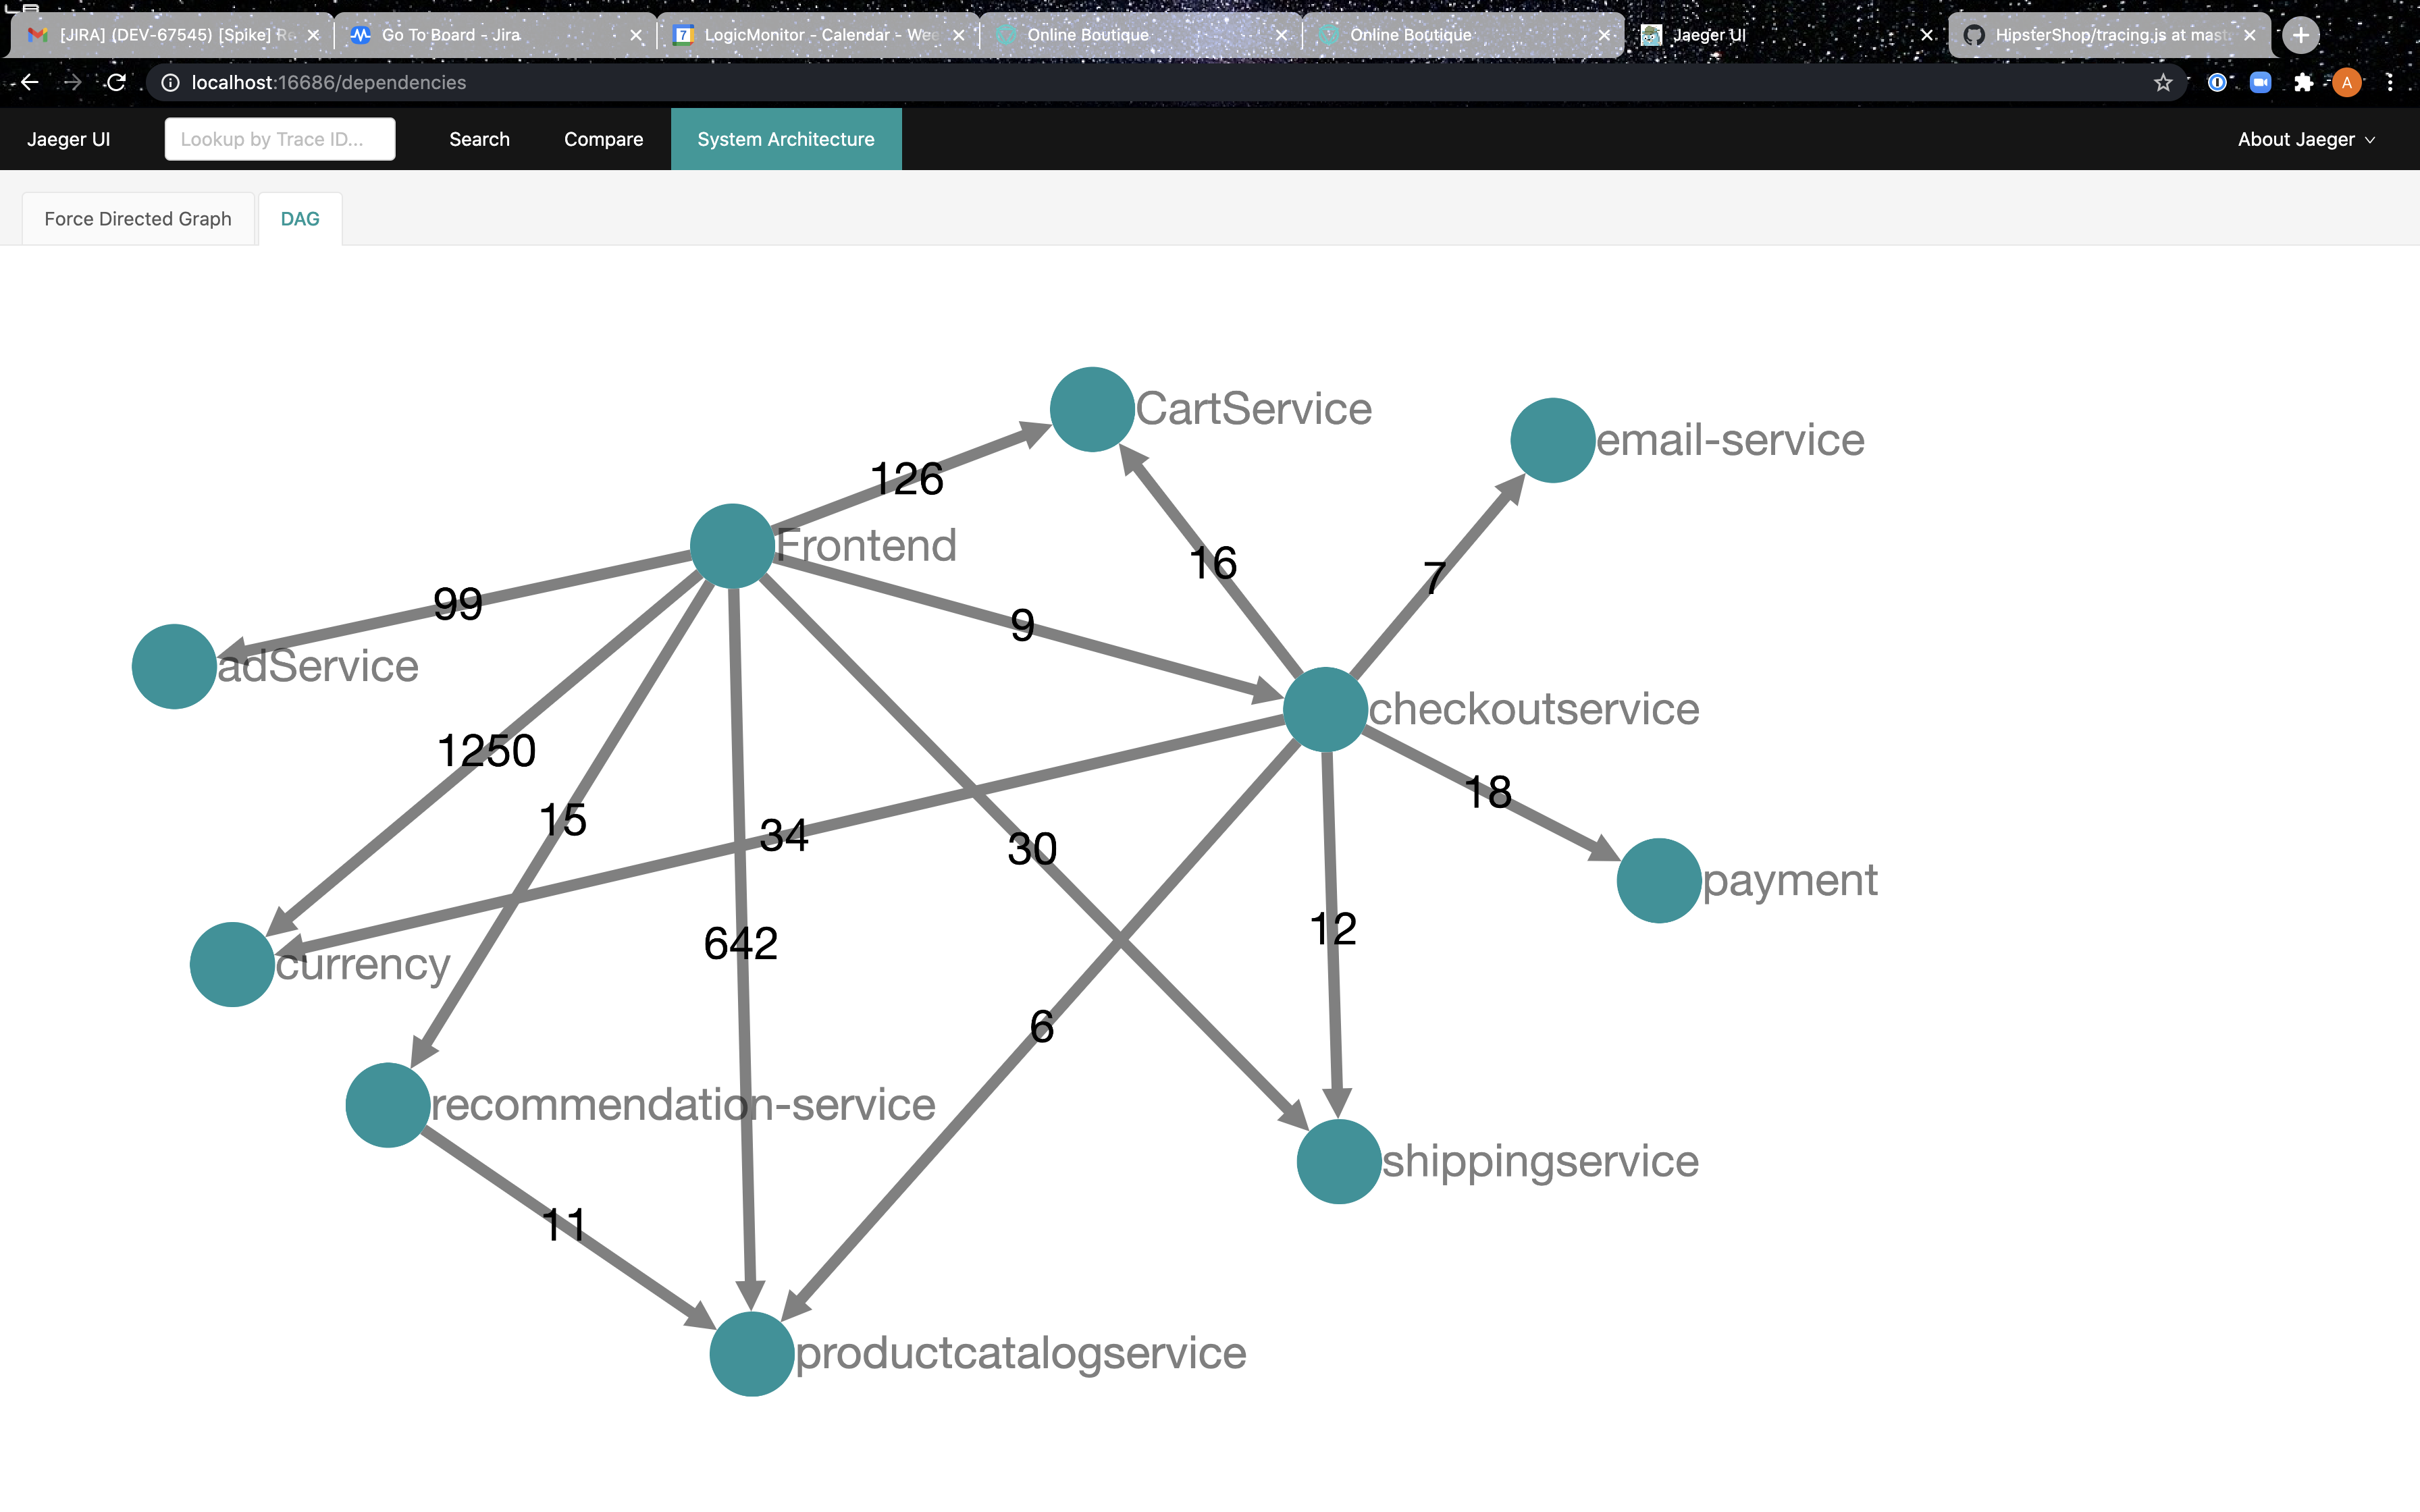 [JIRA] (DEV-67545) [Spike]
Go To Board - Jira
7
LogicMonitor - Calendar - Wee
Online Boutique
Online Boutique
Jaeger UI
HipsterShop/tracing.js at mast
localhost:16686/dependencies
A
Jaeger UI
Lookup by Trace ID...
Search
Compare
System Architecture
About Jaeger
Force Directed Graph
DAG
CartService
email-service
126
Frontend
16
7
99
9
adService
checkoutservice
1250
18
15
34
30
payment
12
642
currency
6
recommendation-service
shippingservice
11
productcatalogservice